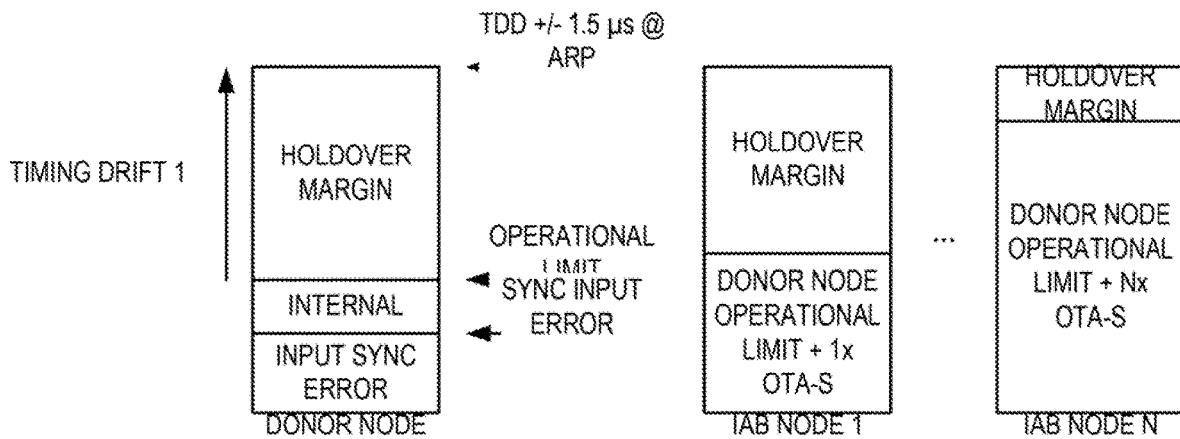 TDD +/- 1.5 µs @
ARP
TIMING DRIFT 1
HOLDOVER
MARGIN
INTERNAL
INPUT SYNC
ERROR
DONOR NODE
OPERATIONAL
LIMIT
SYNC INPUT
ERROR
HOLDOVER
MARGIN
DONOR NODE
OPERATIONAL
LIMIT + 1x
OTA-S
IAB NODE 1
...
HOLDOVER
MARGIN
DONOR NODE
OPERATIONAL
LIMIT + Nx
OTA-S
IAB NODE N